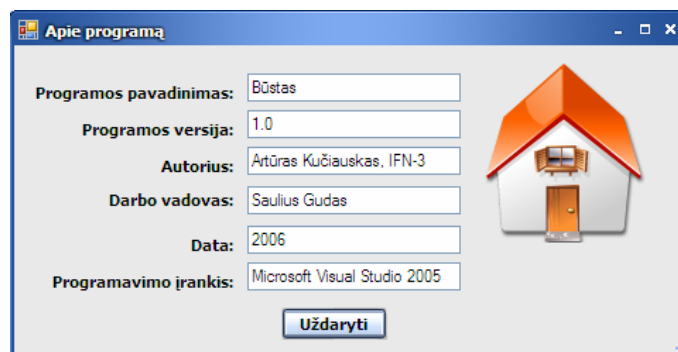 Apie programą
Programos pavadinimas: Būstas
Programos versija: 1.0
Autorius: Artūras Kučiauskas, IFN-3
Darbo vadovas: Saulius Gudas
Data: 2006
Programavimo įrankis: Microsoft Visual Studio 2005
Uždaryti